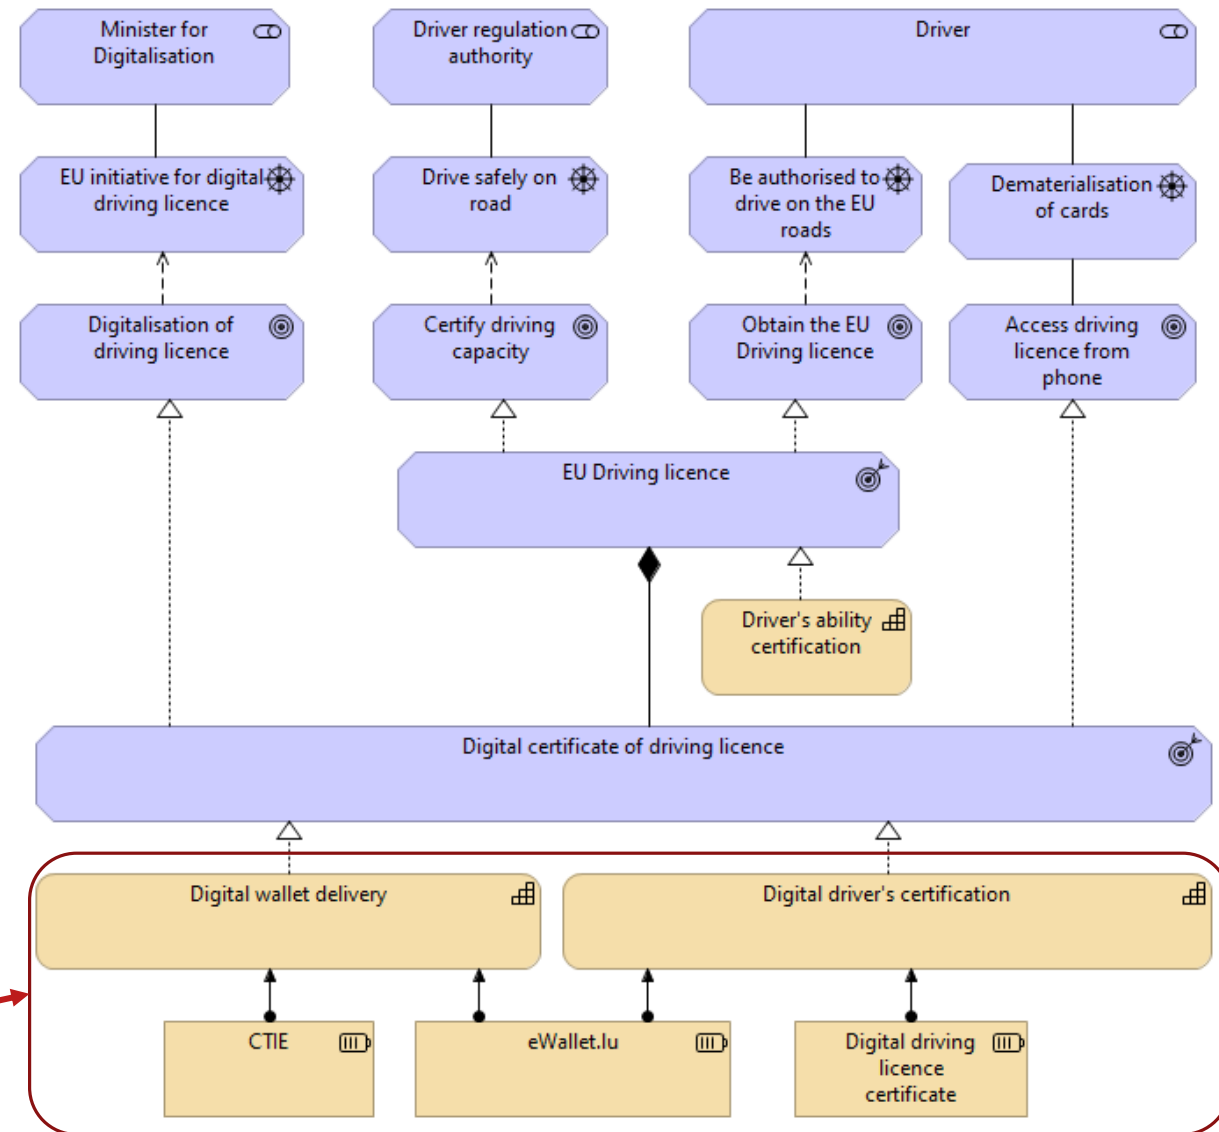 Minister for
Digitalisation
Driver regulation
authority
Driver
EU initiative for digital
driving licence
Drive safely on
road
Be authorised to
drive on the EU
roads
Dematerialisation
of cards
Digitalisation of
driving licence
Certify driving
capacity
Obtain the EU
Driving licence
Access driving
licence from
phone
EU Driving licence
Driver's ability
certification
Digital certificate of driving licence
Digital wallet delivery
Digital driver's certification
CTIE
eWallet.lu
Digital driving
licence
certificate